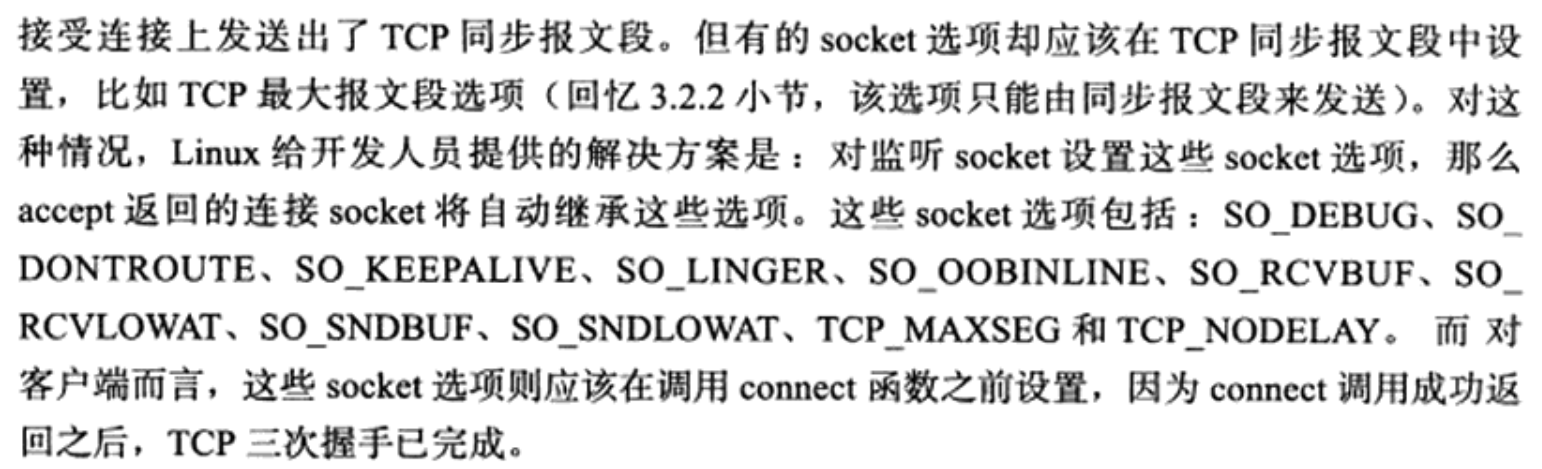 接受连接上发送出了 TCP 同步报文段。但有的 socket 选项却应该在 TCP 同步报文段中设
置，比如 TCP 最大报文段选项（回忆 3.2.2 小节，该选项只能由同步报文段来发送）。对这
种情况，Linux 给开发人员提供的解决方案是：对监听 socket 设置这些 socket 选项，那么
accept 返回的连接 socket 将自动继承这些选项。这些 socket 选项包括：SO_DEBUG、SO_
DONTROUTE、SO_KEEPALIVE、SO_LINGER、SO_OOBINLINE、SO_RCVBUF、SO_
RCVLOWAT、SO_SNDBUF、SO_SNDLOWAT、TCP_MAXSEG 和 TCP_NODELAY。 而 对
客户端而言，这些 socket 选项则应该在调用 connect 函数之前设置，因为 connect 调用成功返
回之后，TCP 三次握手已完成。